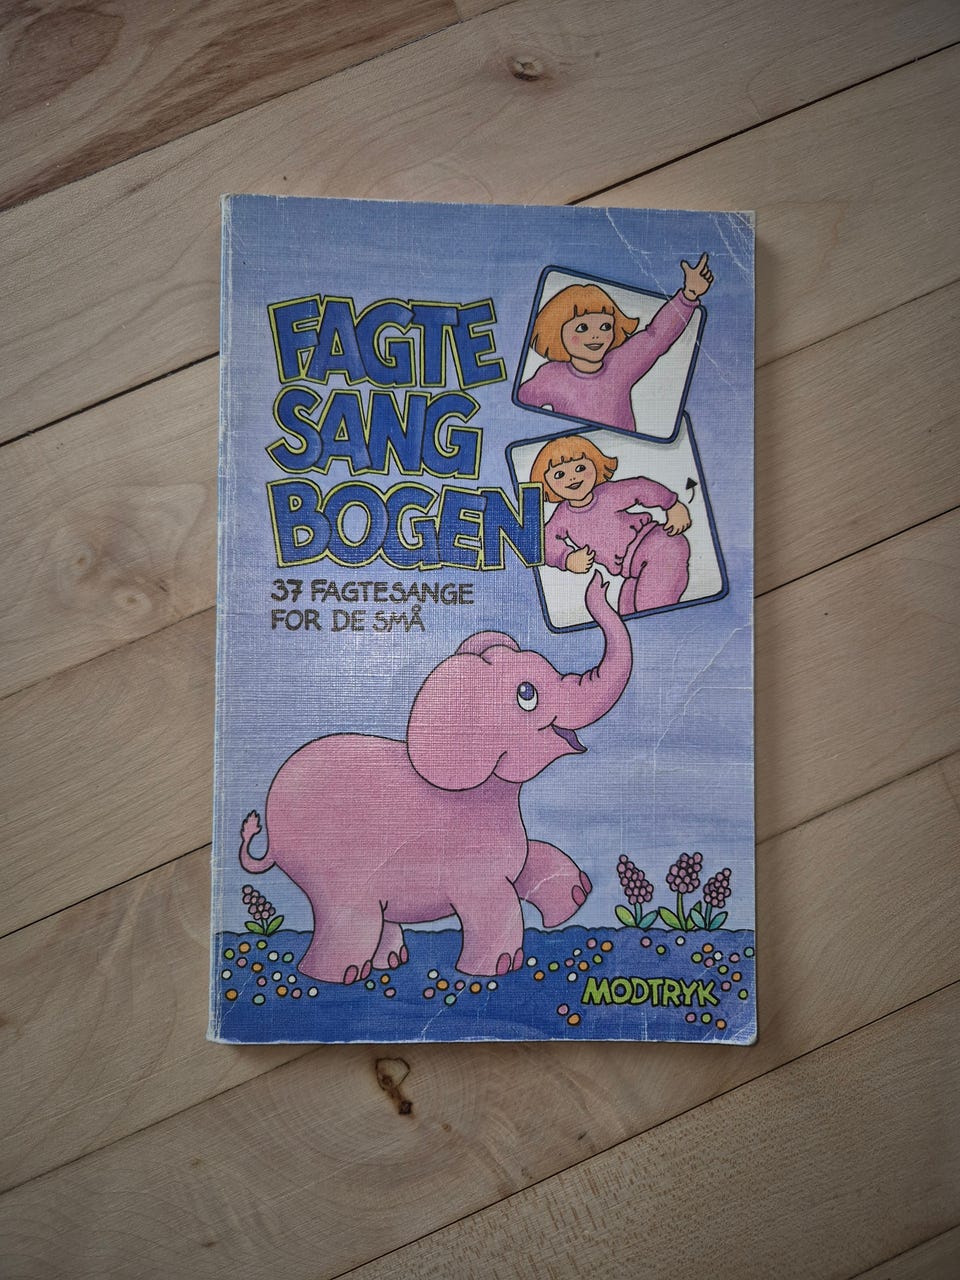 FAGTE
SANG
BOGEN
37 FAGTESANGE
FOR DE SMÅ
MODTRYK